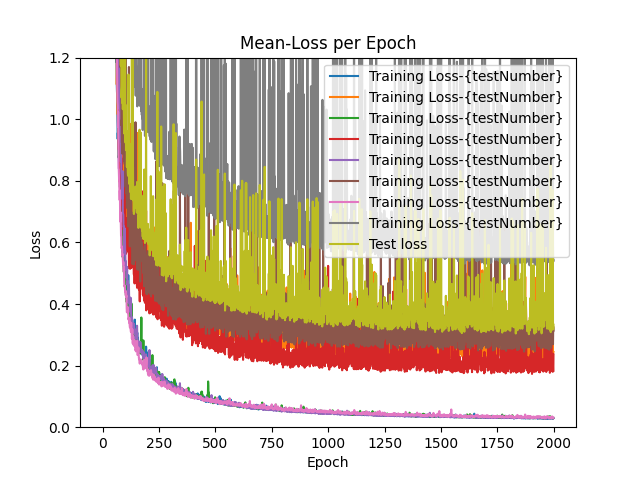 Mean-Loss per Epoch
Loss
1.2
1.0
0.8
0.6
0.4
0.2
0.0
Training Loss-{testNumber}
Training Loss-{testNumber}
Training Loss-{testNumber}
Training Loss-{testNumber}
Training Loss-{testNumber}
Training Loss-{testNumber}
Training Loss-{testNumber}
Training Loss-{testNumber}
Test loss
0 250 500 750 1000 1250 1500 1750 2000
Epoch